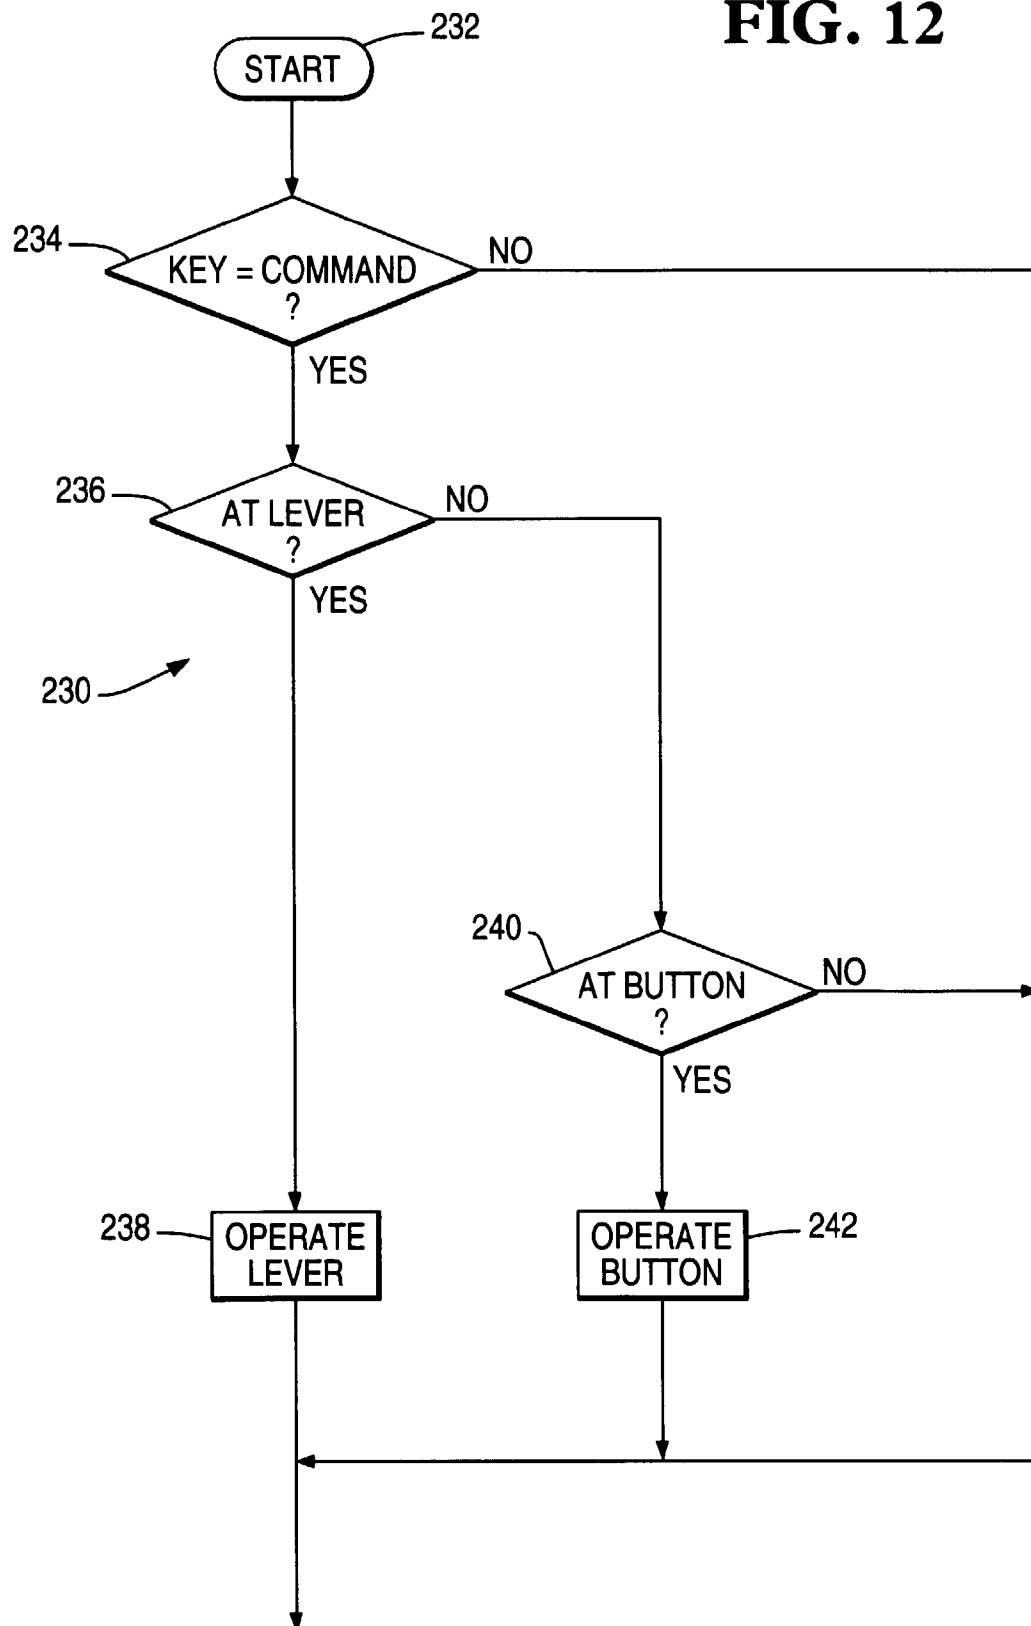 FIG. 12
232
START
234
KEY = COMMAND
?
NO
YES
236
AT LEVER
?
NO
YES
230
240
AT BUTTON
?
NO
YES
238
OPERATE
LEVER
OPERATE
BUTTON
242